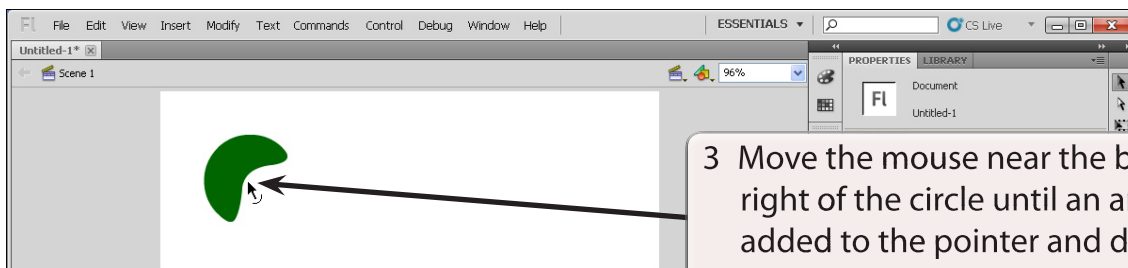 Fl File Edit View Insert Modify Text Commands Control Debug Window Help ESSENTIALS CS Live
Untitled-1*
Scene 1 96%
PROPERTIES LIBRARY
Fl Document
Untitled-1
3 Move the mouse near the b
right of the circle until an a
added to the pointer and d